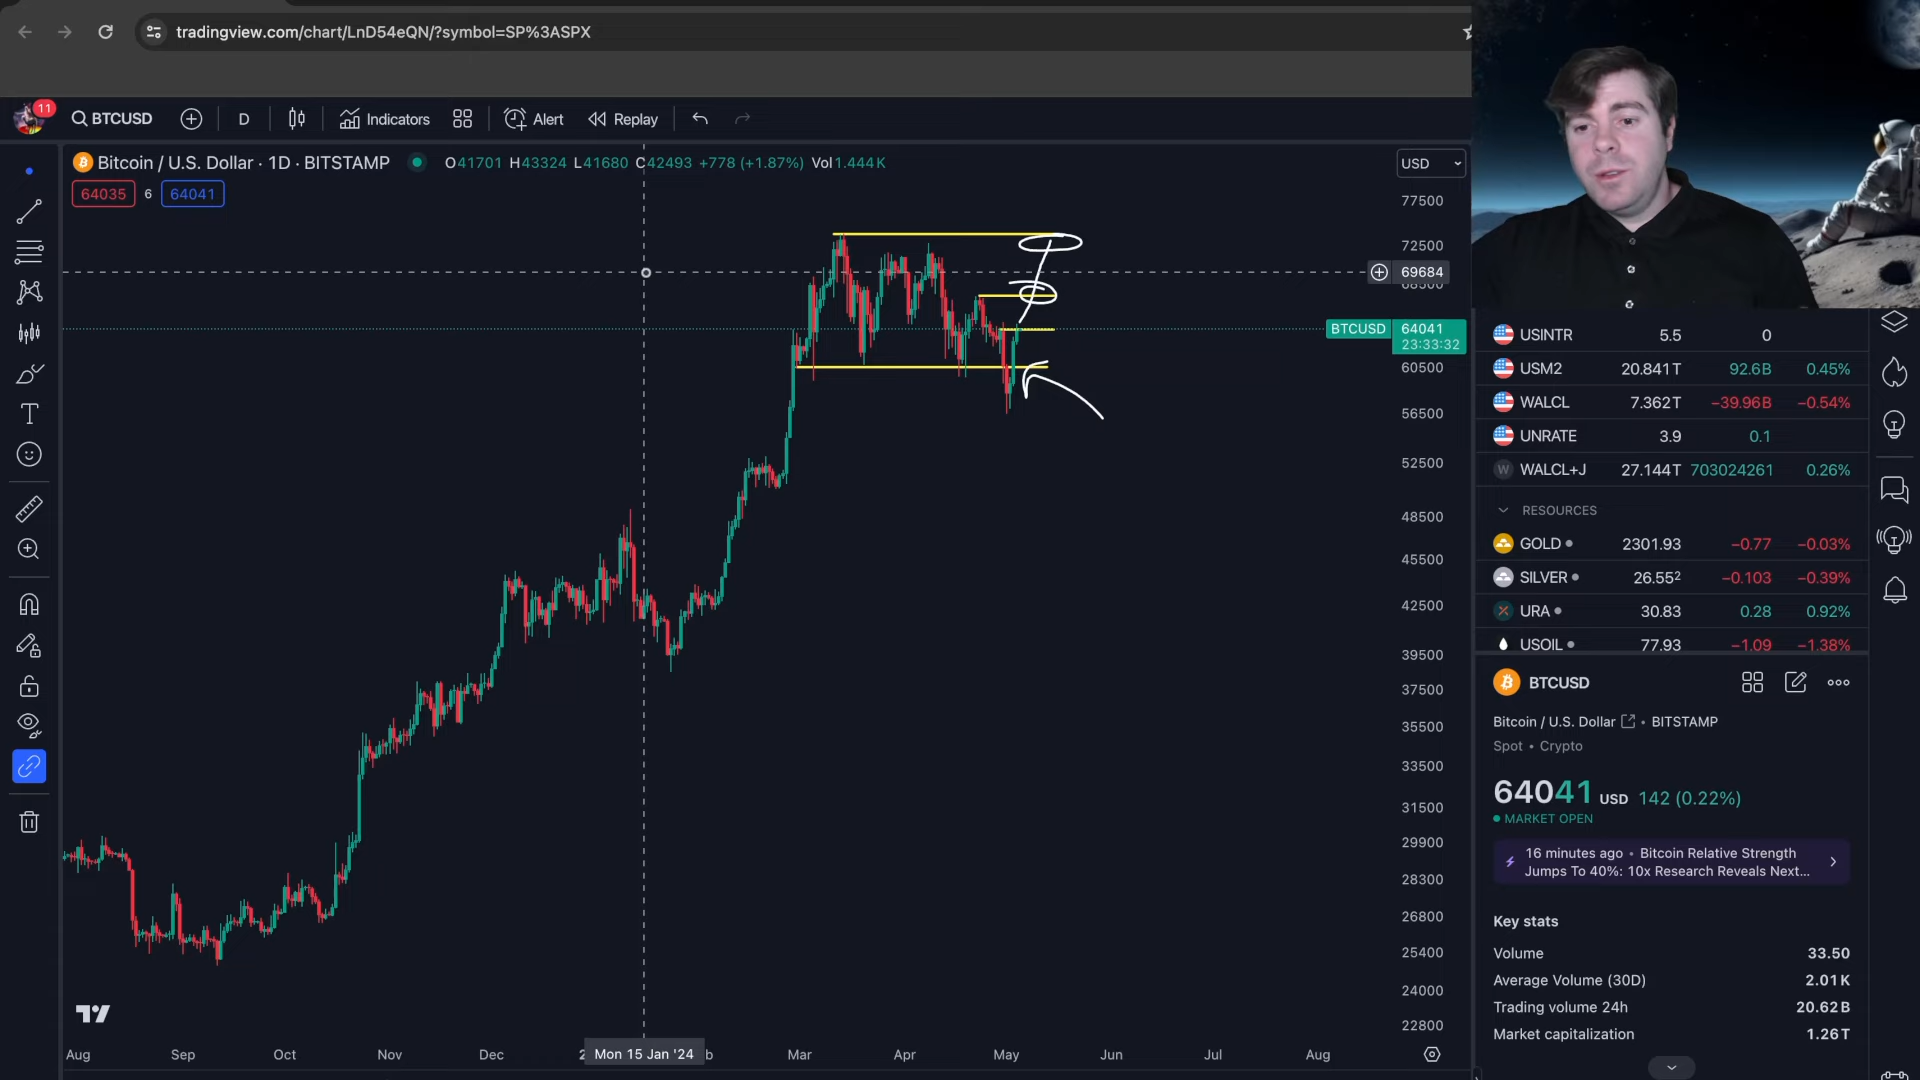 tradingview.com/chart/LnD54eQN/?symbol=SP%3ASPX
11
BTCUSD
D
Indicators
Alert
Replay
Bitcoin / U.S. Dollar · 1D · BITSTAMP
O41701 H43324 L41680 C42493 +778 (+1.87%) Vol1.444K
USD
64035 6 64041
77500
72500
69684
68500
BTCUSD 64041
23:33:32
60500
56500
52500
48500
45500
42500
39500
37500
35500
33500
31500
29900
28300
26800
25400
24000
22800
Aug Sep Oct Nov Dec Mon 15 Jan '24 Mar Apr May Jun Jul Aug
USINTR 5.5 0
USM2 20.841T 92.6B 0.45%
WALCL 7.362T −39.96B −0.54%
UNRATE 3.9 0.1
W WALCL+J 27.144T 703024261 0.26%
RESOURCES
GOLD 2301.93 −0.77 −0.03%
SILVER 26.55² −0.103 −0.39%
URA 30.83 0.28 0.92%
USOIL 77.93 −1.09 −1.38%
BTCUSD
Bitcoin / U.S. Dollar • BITSTAMP
Spot • Crypto
64041 USD 142 (0.22%)
MARKET OPEN
16 minutes ago • Bitcoin Relative Strength
Jumps To 40%: 10x Research Reveals Next...
Key stats
Volume 33.50
Average Volume (30D) 2.01K
Trading volume 24h 20.62B
Market capitalization 1.26T